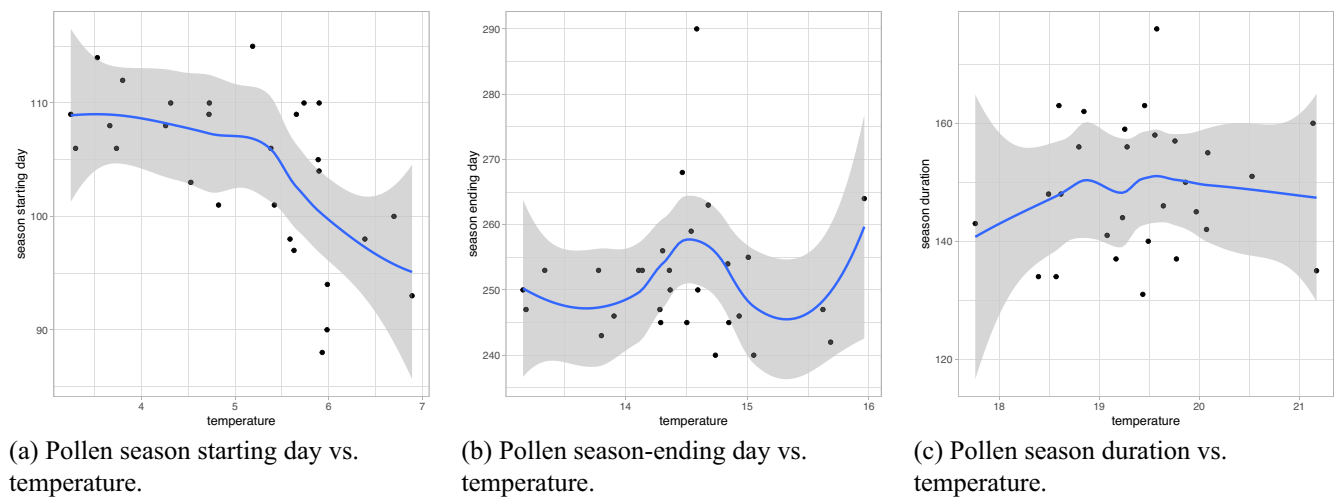 110
100
90
4
5
6
7
season starting day
temperature
290
280
270
260
250
240
14
15
16
season ending day
temperature
160
140
120
18
19
20
21
season duration
temperature
(a) Pollen season starting day vs.
temperature.
(b) Pollen season-ending day vs.
temperature.
(c) Pollen season duration vs.
temperature.